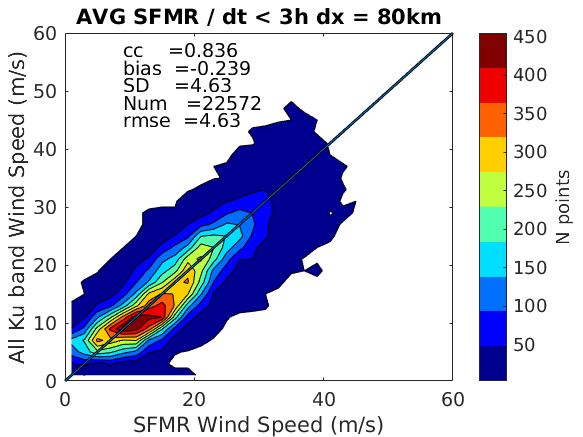 AVG SFMR / dt < 3h dx = 80km
cc =0.836
bias =-0.239
SD =4.63
Num =22572
rmse =4.63
60
50
40
30
20
10
0
All Ku band Wind Speed (m/s)
0 20 40 60
SFMR Wind Speed (m/s)
450
400
350
300
250
200
150
100
50
N points